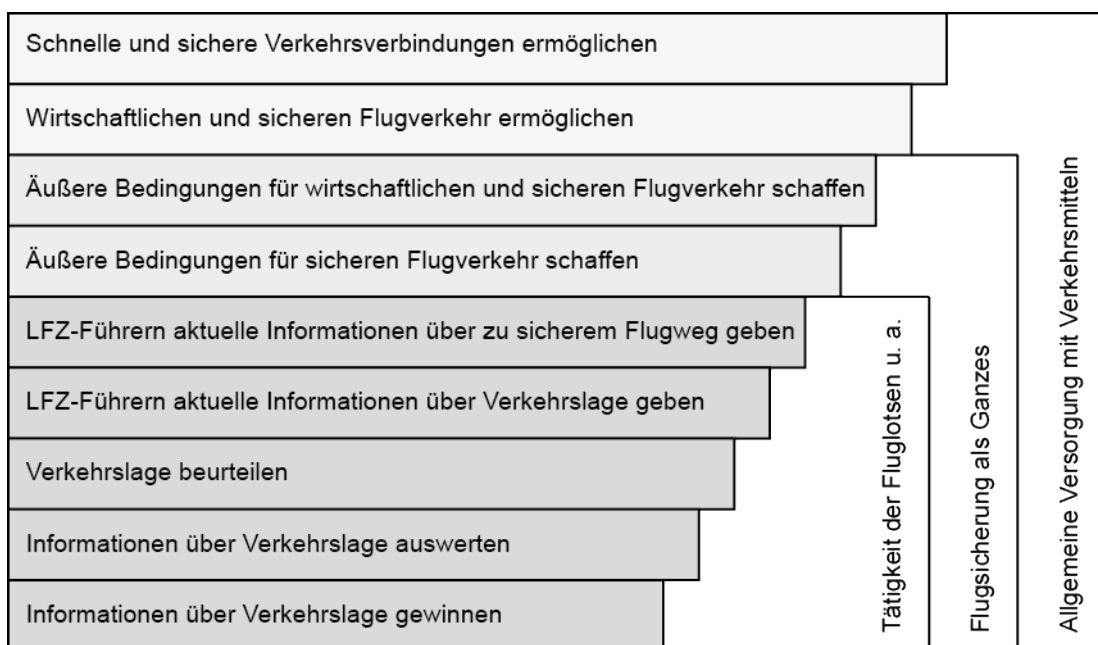 Schnelle und sichere Verkehrsverbindungen ermöglichen
Wirtschaftlichen und sicheren Flugverkehr ermöglichen
Äußere Bedingungen für wirtschaftlichen und sicheren Flugverkehr schaffen
Äußere Bedingungen für sicheren Flugverkehr schaffen
LFZ-Führern aktuelle Informationen über zu sicherem Flugweg geben
LFZ-Führern aktuelle Informationen über Verkehrslage geben
Verkehrslage beurteilen
Informationen über Verkehrslage auswerten
Informationen über Verkehrslage gewinnen
Tätigkeit der Fluglotsen u. a.
Flugsicherung als Ganzes
Allgemeine Versorgung mit Verkehrsmitteln